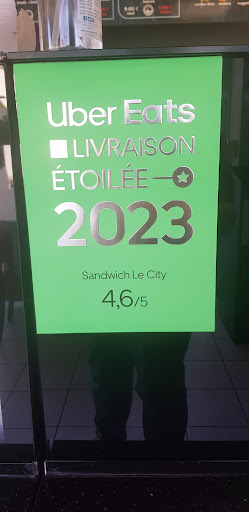 Uber Eats
LIVRAISON
ÉTOILÉE
2023
Sandwich Le City
4,6/5